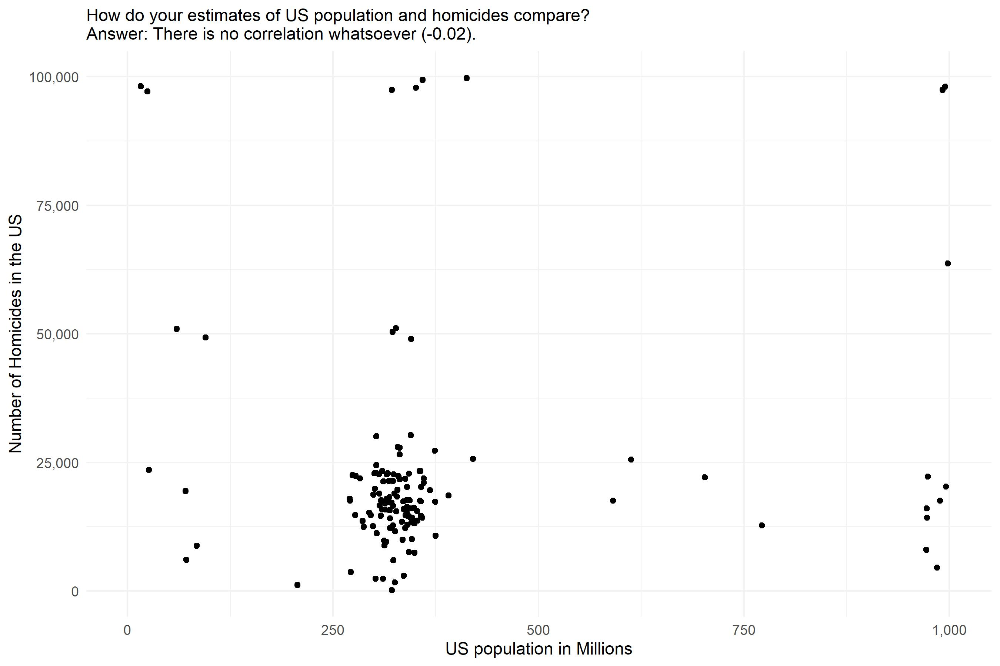 How do your estimates of US population and homicides compare?
Answer: There is no correlation whatsoever (-0.02).
100,000
75,000
50,000
25,000
0
Number of Homicides in the US
0
250
500
750
1,000
US population in Millions